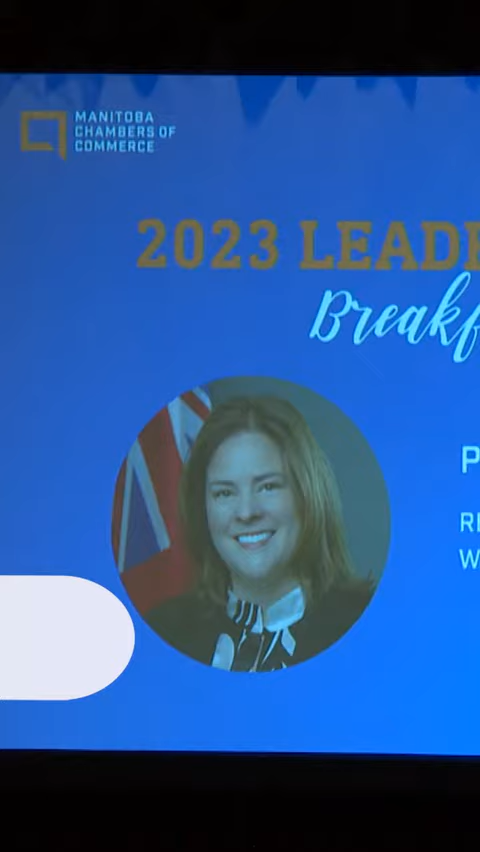 MANITOBA
CHAMBERS OF
COMMERCE
2023 LEADE
Breakf
P
RE
W